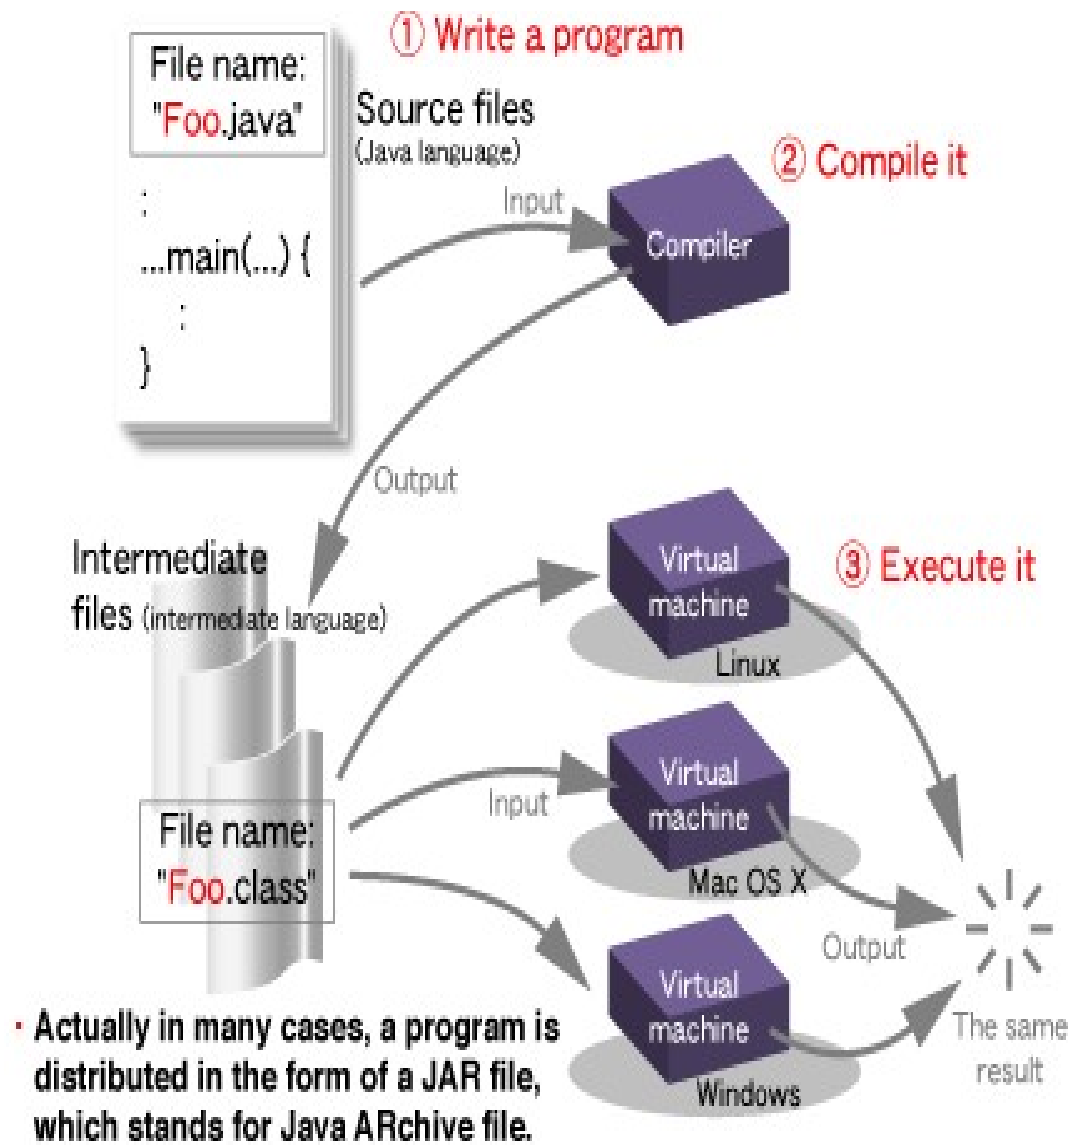 ① Write a program
File name:
"Foo.java"
Source files
(Java language)
② Compile it
Input
:
...main(...) {
:
}
Compiler
Output
Intermediate
files (intermediate language)
Virtual
machine
Linux
③ Execute it
Input
Virtual
machine
Mac OS X
File name:
"Foo.class"
Output
Virtual
machine
Windows
The same
result
· Actually in many cases, a program is
distributed in the form of a JAR file,
which stands for Java ARchive file.